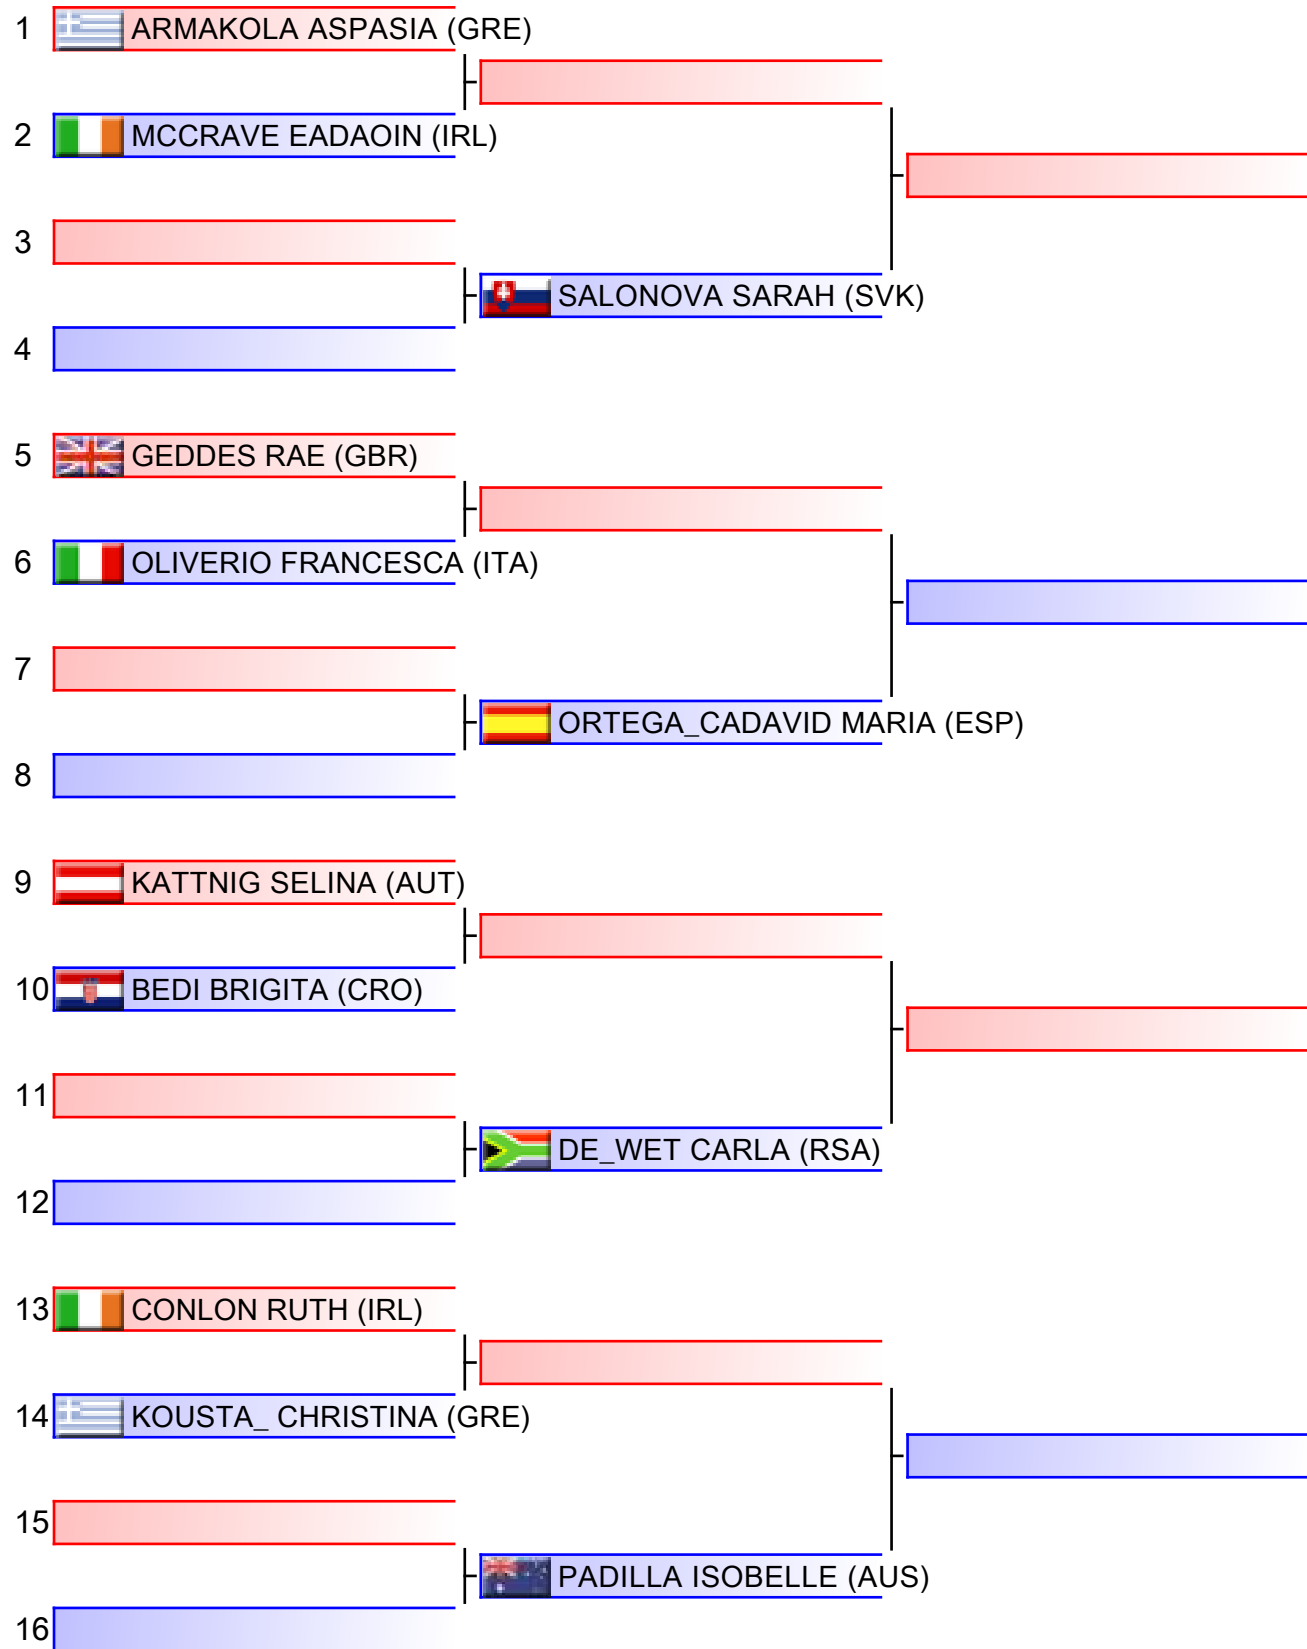 1 ARMAKOLA ASPASIA (GRE)
2 MCCRAVE EADAOIN (IRL)
3
SALONOVA SARAH (SVK)
4
5 GEDDES RAE (GBR)
6 OLIVERIO FRANCESCA (ITA)
7
ORTEGA_CADAVID MARIA (ESP)
8
9 KATTNIG SELINA (AUT)
10 BEDI BRIGITA (CRO)
11
DE_WET CARLA (RSA)
12
13 CONLON RUTH (IRL)
14 KOUSTA_ CHRISTINA (GRE)
15
PADILLA ISOBELLE (AUS)
16